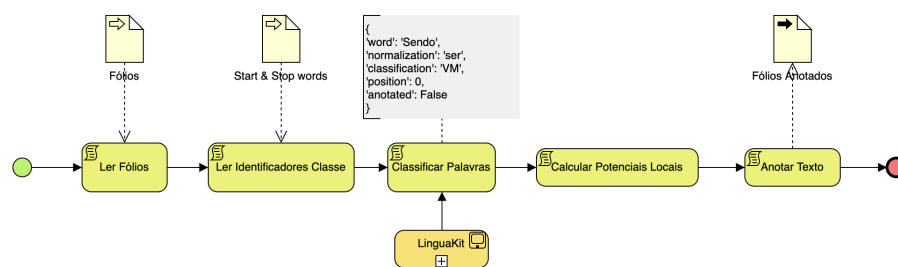 {
'word': 'Sendo',
'normalization': 'ser',
'classification': 'VM',
'position': 0,
'anotated': False
}
Fólios
Start & Stop words
Fólios Anotados
Ler Fólios
Ler Identificadores Classe
Classificar Palavras
Calcular Potenciais Locais
Anotar Texto
LinguaKit